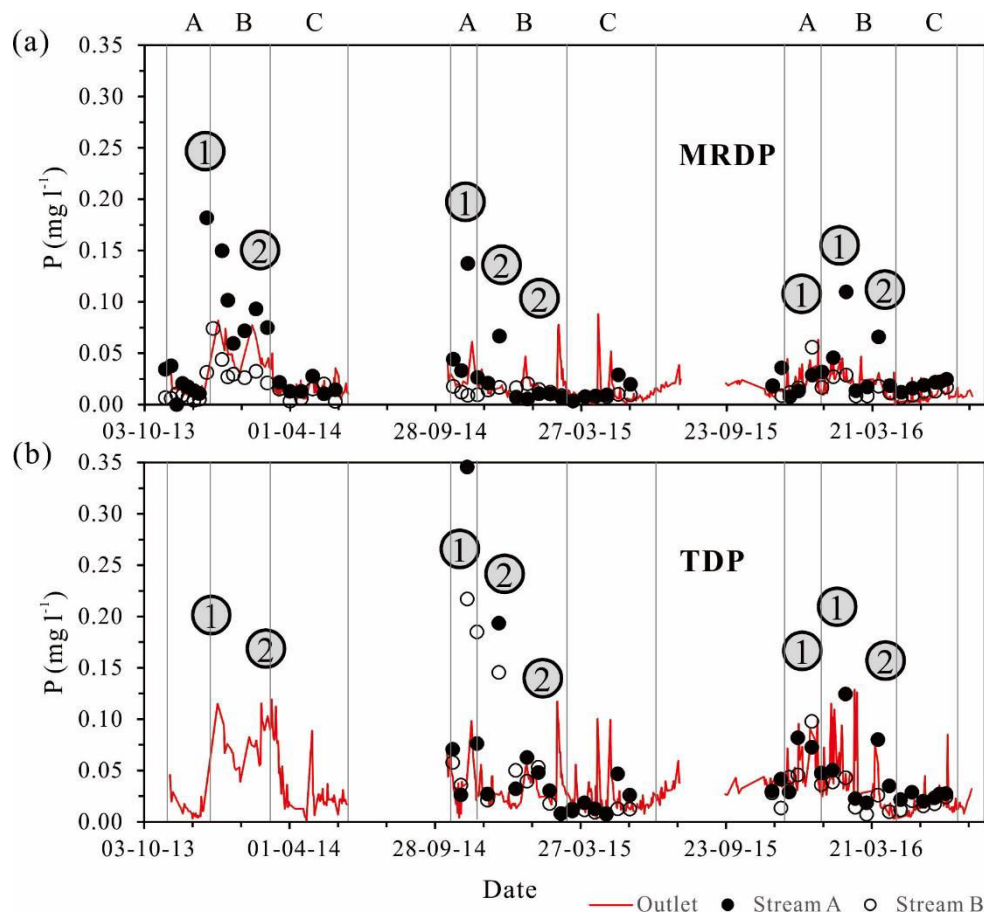 A B C A B C A B C
(a)
0.35
0.30
0.25
0.20
0.15
0.10
0.05
0.00
P (mg l⁻¹)
1
2
1
2
2
1
1
2
MRDP
03-10-13 01-04-14 28-09-14 27-03-15 23-09-15 21-03-16
(b)
0.35
0.30
0.25
0.20
0.15
0.10
0.05
0.00
P (mg l⁻¹)
1
2
1
2
2
1
1
2
TDP
03-10-13 01-04-14 28-09-14 27-03-15 23-09-15 21-03-16
Date
Outlet Stream A Stream B